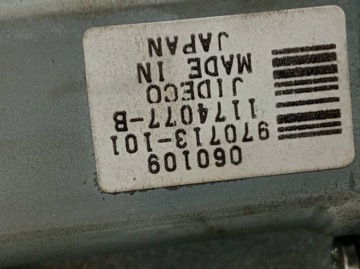 060109
970713-101
1174077-B
JIDECO
MADE IN
JAPAN